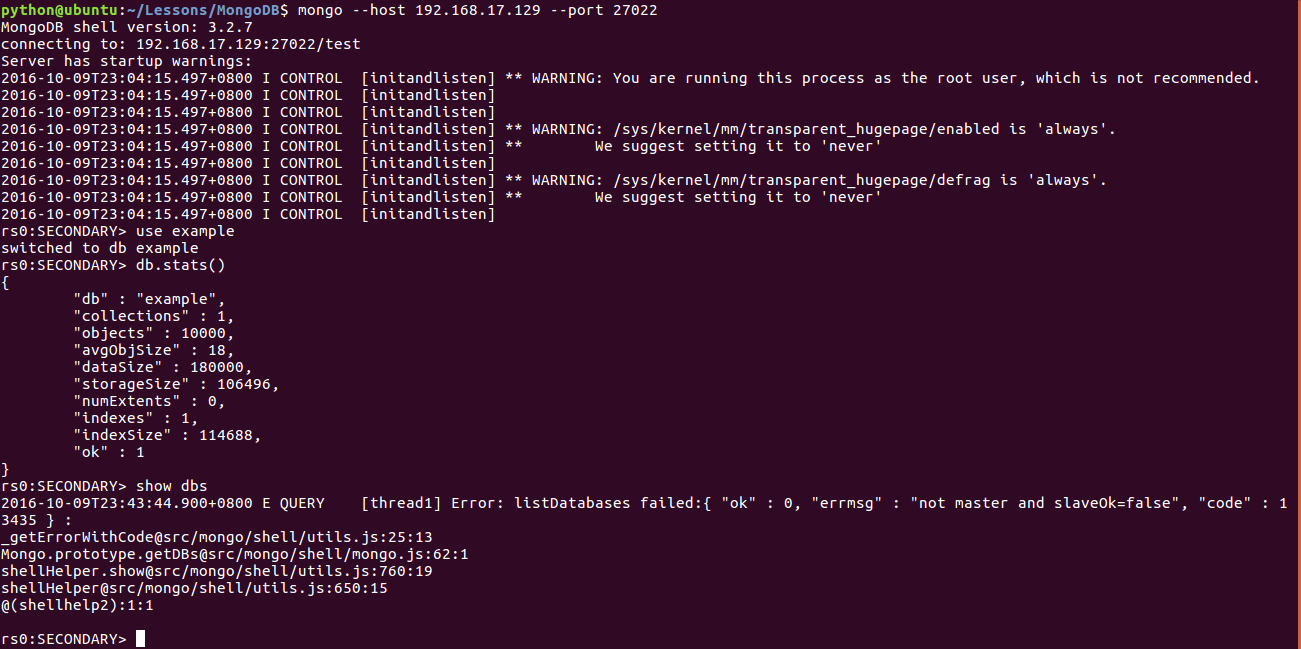 python@ubuntu:~/Lessons/MongoDB$ mongo --host 192.168.17.129 --port 27022
MongoDB shell version: 3.2.7
connecting to: 192.168.17.129:27022/test
Server has startup warnings:
2016-10-09T23:04:15.497+0800 I CONTROL  [initandlisten] ** WARNING: You are running this process as the root user, which is not recommended.
2016-10-09T23:04:15.497+0800 I CONTROL  [initandlisten]
2016-10-09T23:04:15.497+0800 I CONTROL  [initandlisten]
2016-10-09T23:04:15.497+0800 I CONTROL  [initandlisten] ** WARNING: /sys/kernel/mm/transparent_hugepage/enabled is 'always'.
2016-10-09T23:04:15.497+0800 I CONTROL  [initandlisten] **        We suggest setting it to 'never'
2016-10-09T23:04:15.497+0800 I CONTROL  [initandlisten]
2016-10-09T23:04:15.497+0800 I CONTROL  [initandlisten] ** WARNING: /sys/kernel/mm/transparent_hugepage/defrag is 'always'.
2016-10-09T23:04:15.497+0800 I CONTROL  [initandlisten] **        We suggest setting it to 'never'
2016-10-09T23:04:15.497+0800 I CONTROL  [initandlisten]
rs0:SECONDARY> use example
switched to db example
rs0:SECONDARY> db.stats()
{
        "db" : "example",
        "collections" : 1,
        "objects" : 10000,
        "avgObjSize" : 18,
        "dataSize" : 180000,
        "storageSize" : 106496,
        "numExtents" : 0,
        "indexes" : 1,
        "indexSize" : 114688,
        "ok" : 1
}
rs0:SECONDARY> show dbs
2016-10-09T23:43:44.900+0800 E QUERY    [thread1] Error: listDatabases failed:{ "ok" : 0, "errmsg" : "not master and slaveOk=false", "code" : 1
3435 } :
_getErrorWithCode@src/mongo/shell/utils.js:25:13
Mongo.prototype.getDBs@src/mongo/shell/mongo.js:62:1
shellHelper.show@src/mongo/shell/utils.js:760:19
shellHelper@src/mongo/shell/utils.js:650:15
@(shellhelp2):1:1
rs0:SECONDARY>